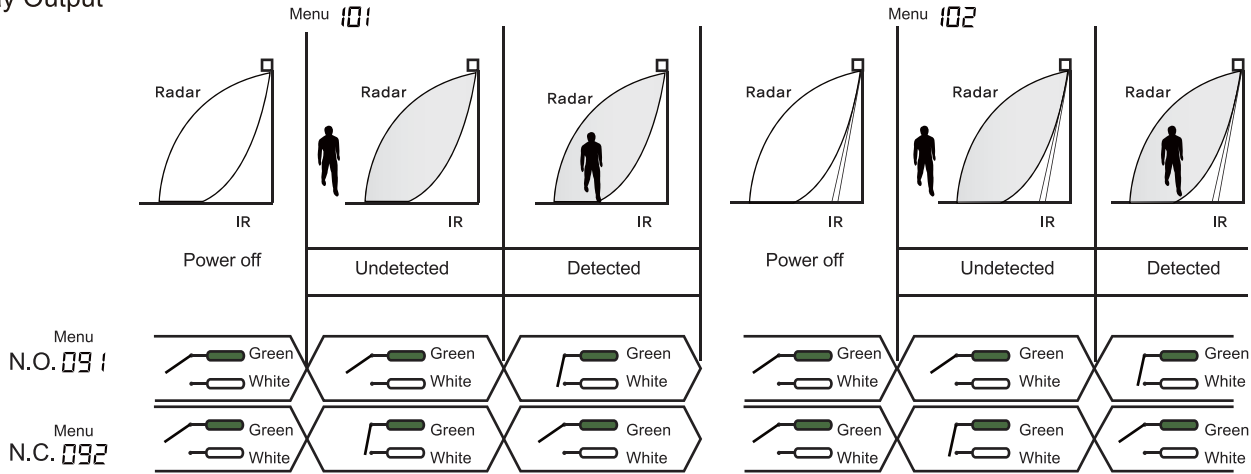 Output
Menu 101 Menu 102
Radar Radar Radar Radar Radar Radar
IR IR IR IR IR IR
Power off Undetected Detected Power off Undetected Detected
Menu
N.O. 091
Green Green Green Green Green Green
White White White White White White
Menu
N.C. 092
Green Green Green Green Green Green
White White White White White White